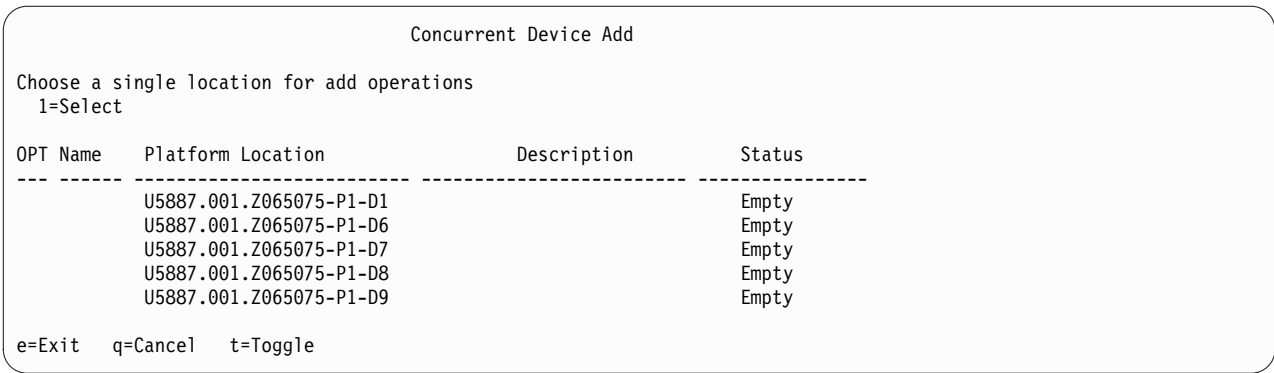 Concurrent Device Add
Choose a single location for add operations
1=Select
OPT Name Platform Location Description Status
--- ------ -------------------------- ------------------------- ----------------
U5887.001.Z065075-P1-D1 Empty
U5887.001.Z065075-P1-D6 Empty
U5887.001.Z065075-P1-D7 Empty
U5887.001.Z065075-P1-D8 Empty
U5887.001.Z065075-P1-D9 Empty
e=Exit q=Cancel t=Toggle